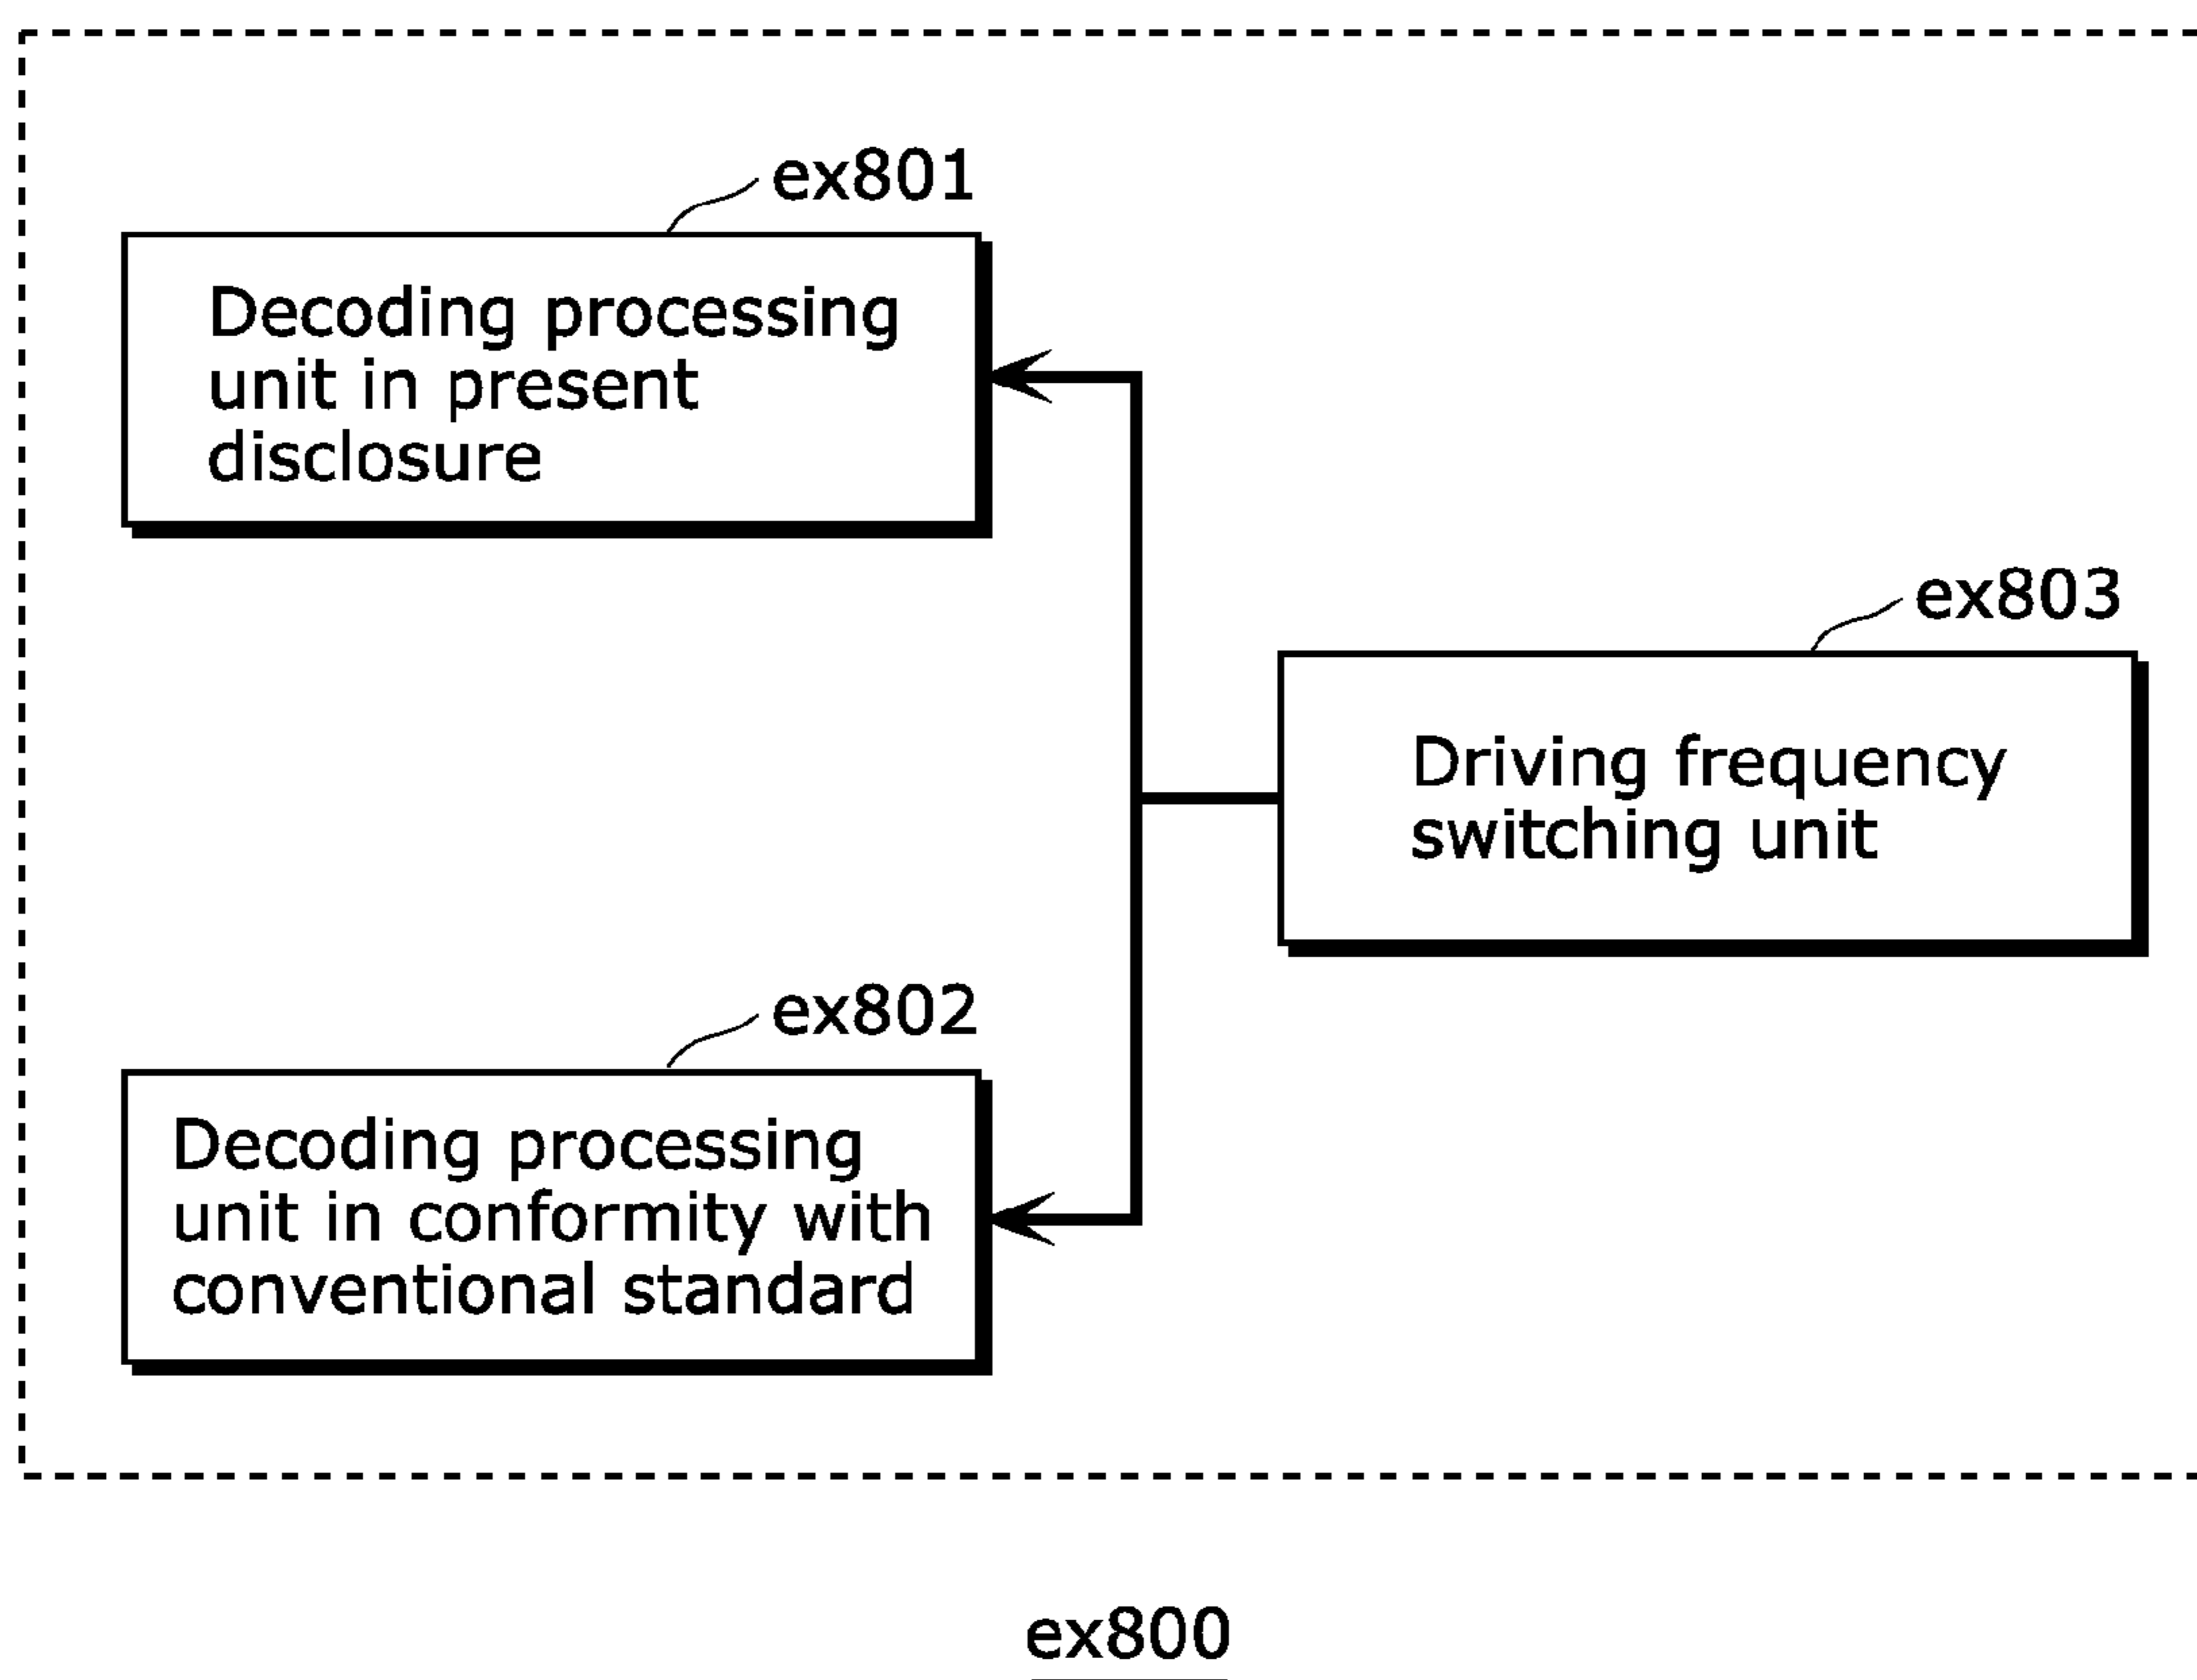 ex801
Decoding processing
unit in present
disclosure
ex803
Driving frequency
switching unit
ex802
Decoding processing
unit in conformity with
conventional standard
ex800